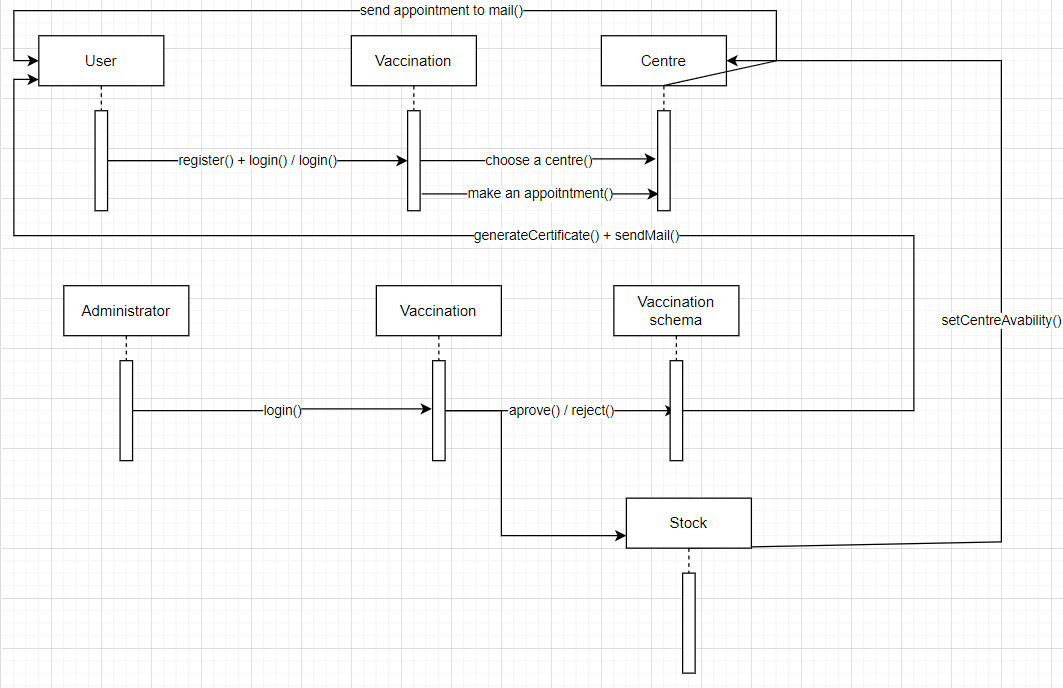 send appointment to mail()
User
Vaccination
Centre
register() + login() / login()
choose a centre()
make an appoitntment()
generateCertificate() + sendMail()
Administrator
Vaccination
Vaccination
schema
setCentreAvability()
login()
aprove() / reject()
Stock